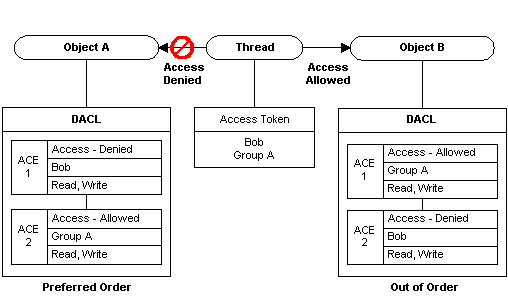 Object A
Thread
Object B
Access
Denied
Access
Allowed
DACL
ACE
1
Access - Denied
Bob
Read, Write
ACE
2
Access - Allowed
Group A
Read, Write
Preferred Order
Access Token
Bob
Group A
DACL
ACE
1
Access - Allowed
Group A
Read, Write
ACE
2
Access - Denied
Bob
Read, Write
Out of Order